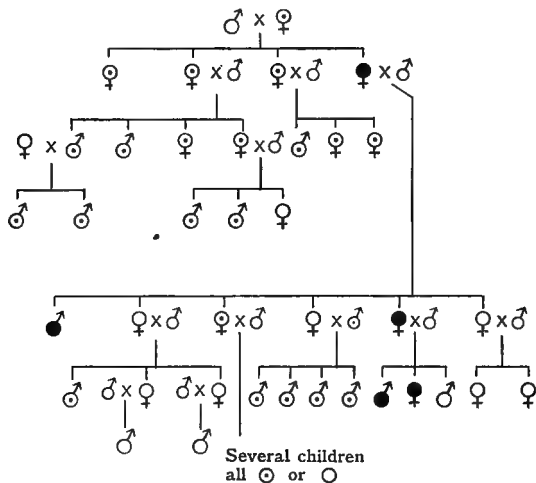 Several children
all ⊙ or ○